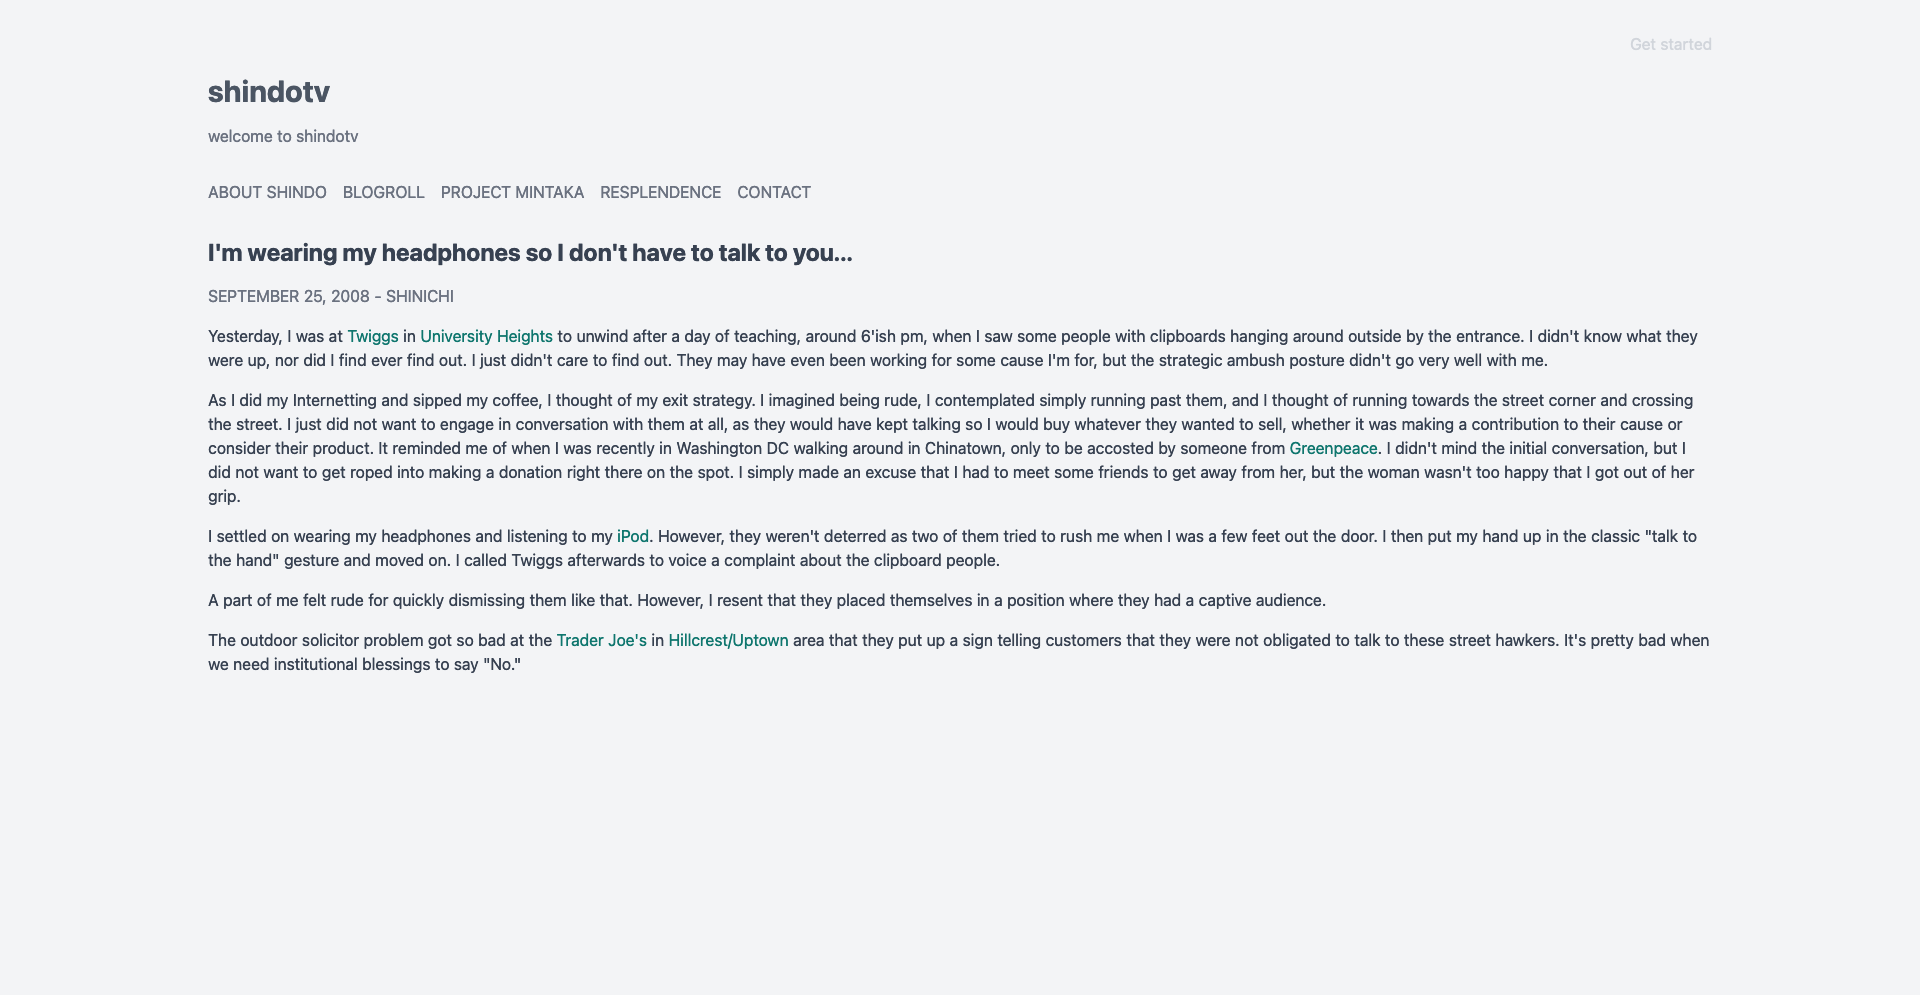 Get started
shindotv
welcome to shindotv
ABOUT SHINDO BLOGROLL PROJECT MINTAKA RESPLENDENCE CONTACT
I'm wearing my headphones so I don't have to talk to you...
SEPTEMBER 25, 2008 - SHINICHI
Yesterday, I was at Twiggs in University Heights to unwind after a day of teaching, around 6'ish pm, when I saw some people with clipboards hanging around outside by the entrance. I didn't know what they
were up, nor did I find ever find out. I just didn't care to find out. They may have even been working for some cause I'm for, but the strategic ambush posture didn't go very well with me.
As I did my Internetting and sipped my coffee, I thought of my exit strategy. I imagined being rude, I contemplated simply running past them, and I thought of running towards the street corner and crossing
the street. I just did not want to engage in conversation with them at all, as they would have kept talking so I would buy whatever they wanted to sell, whether it was making a contribution to their cause or
consider their product. It reminded me of when I was recently in Washington DC walking around in Chinatown, only to be accosted by someone from Greenpeace. I didn't mind the initial conversation, but I
did not want to get roped into making a donation right there on the spot. I simply made an excuse that I had to meet some friends to get away from her, but the woman wasn't too happy that I got out of her
grip.
I settled on wearing my headphones and listening to my iPod. However, they weren't deterred as two of them tried to rush me when I was a few feet out the door. I then put my hand up in the classic "talk to
the hand" gesture and moved on. I called Twiggs afterwards to voice a complaint about the clipboard people.
A part of me felt rude for quickly dismissing them like that. However, I resent that they placed themselves in a position where they had a captive audience.
The outdoor solicitor problem got so bad at the Trader Joe's in Hillcrest/Uptown area that they put up a sign telling customers that they were not obligated to talk to these street hawkers. It's pretty bad when
we need institutional blessings to say "No."